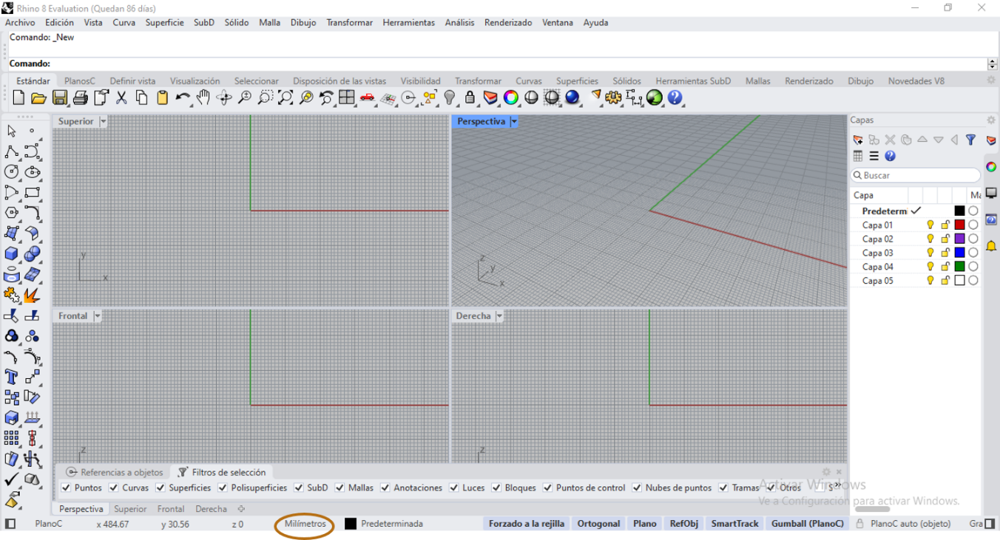 Rhino 8 Evaluation (Quedan 86 días)
Archivo Edición Vista Curva Superficie SubD Sólido Malla Dibujo Transformar Herramientas Análisis Renderizado Ventana Ayuda
Comando: _New
Comando:
Estándar PlanosC Definir vista Visualización Seleccionar Disposición de las vistas Visibilidad Transformar Curvas Superficies Sólidos Herramientas SubD Mallas Renderizado Dibujo Novedades V8
Superior
Perspectiva
Capas
Buscar
Capa Ma
Predetermi
Capa 01
Capa 02
Capa 03
Capa 04
Capa 05
y
x
z
y
x
Frontal
Derecha
z
z
Referencias a objetos Filtros de selección
Puntos Curvas Superficies Polisuperficies SubD Mallas Anotaciones Luces Bloques Puntos de control Nubes de puntos Tramas Otros S
Activar Windows
Ve a Configuración para activar Windows.
Perspectiva Superior Frontal Derecha
PlanoC x 484.67 y 30.56 z 0 Milímetros Predeterminada Forzado a la rejilla Ortogonal Plano RefObj SmartTrack Gumball (PlanoC) PlanoC auto (objeto) Gra